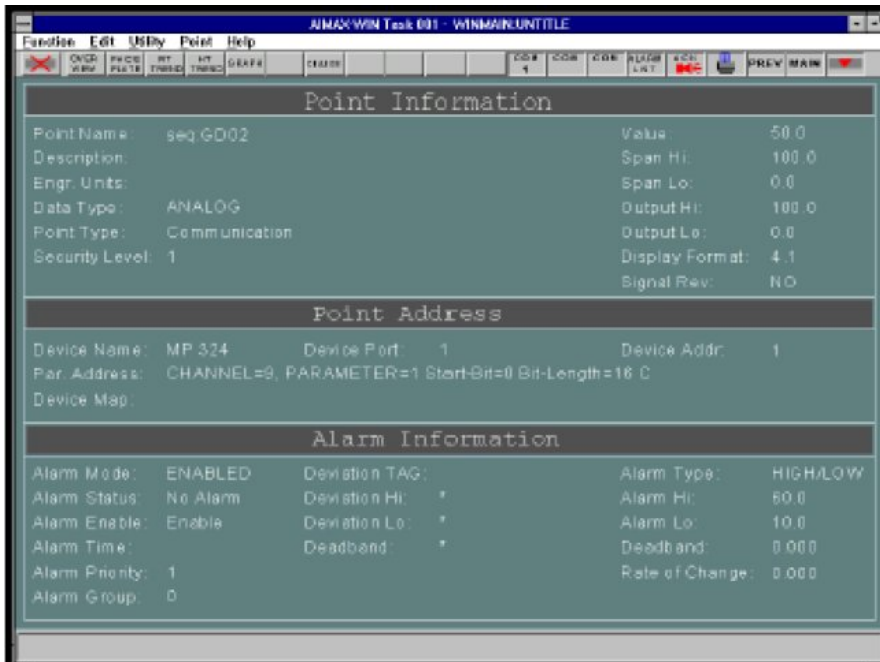 AIMAX-WIN Task 001 - WINMAIN:UNTITLE
Function Edit Utility Point Help
OVER VIEW FACE PLATE RT TREND HT TREND GRAPH COM 1 COM COM ALARM LIST ACK PREV MAIN
Point Information
Point Name: seq:GD02 Value: 50.0
Description: Span Hi: 100.0
Engr. Units: Span Lo: 0.0
Data Type: ANALOG Output Hi: 100.0
Point Type: Communication Output Lo: 0.0
Security Level: 1 Display Format: 4.1
Signal Rev: NO
Point Address
Device Name: MP 324 Device Port: 1 Device Addr: 1
Par. Address: CHANNEL=9, PARAMETER=1 Start-Bit=0 Bit-Length=16 C
Device Map:
Alarm Information
Alarm Mode: ENABLED Deviation TAG: Alarm Type: HIGH/LOW
Alarm Status: No Alarm Deviation Hi: * Alarm Hi: 60.0
Alarm Enable: Enable Deviation Lo: * Alarm Lo: 10.0
Alarm Time: Deadband: * Deadband: 0.000
Alarm Priority: 1 Rate of Change: 0.000
Alarm Group: 0